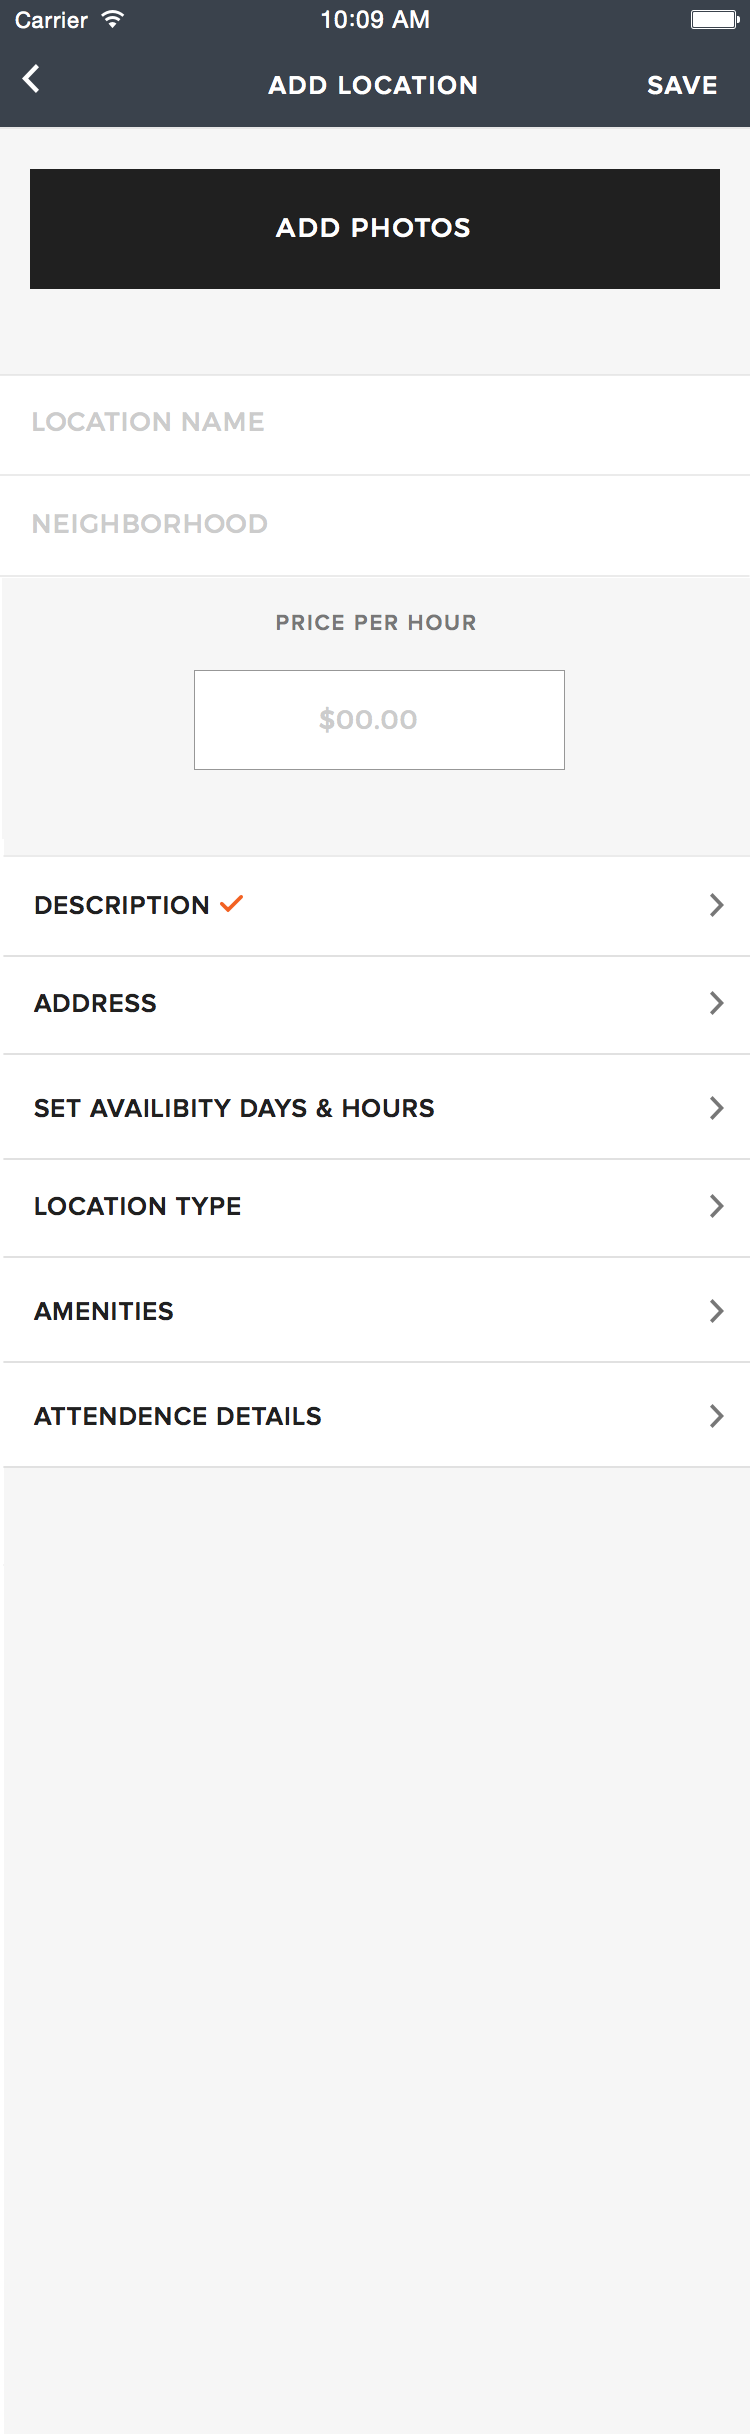 Carrier 10:09 AM
ADD LOCATION SAVE
ADD PHOTOS
LOCATION NAME
NEIGHBORHOOD
PRICE PER HOUR
$00.00
DESCRIPTION
ADDRESS
SET AVAILIBITY DAYS & HOURS
LOCATION TYPE
AMENITIES
ATTENDENCE DETAILS